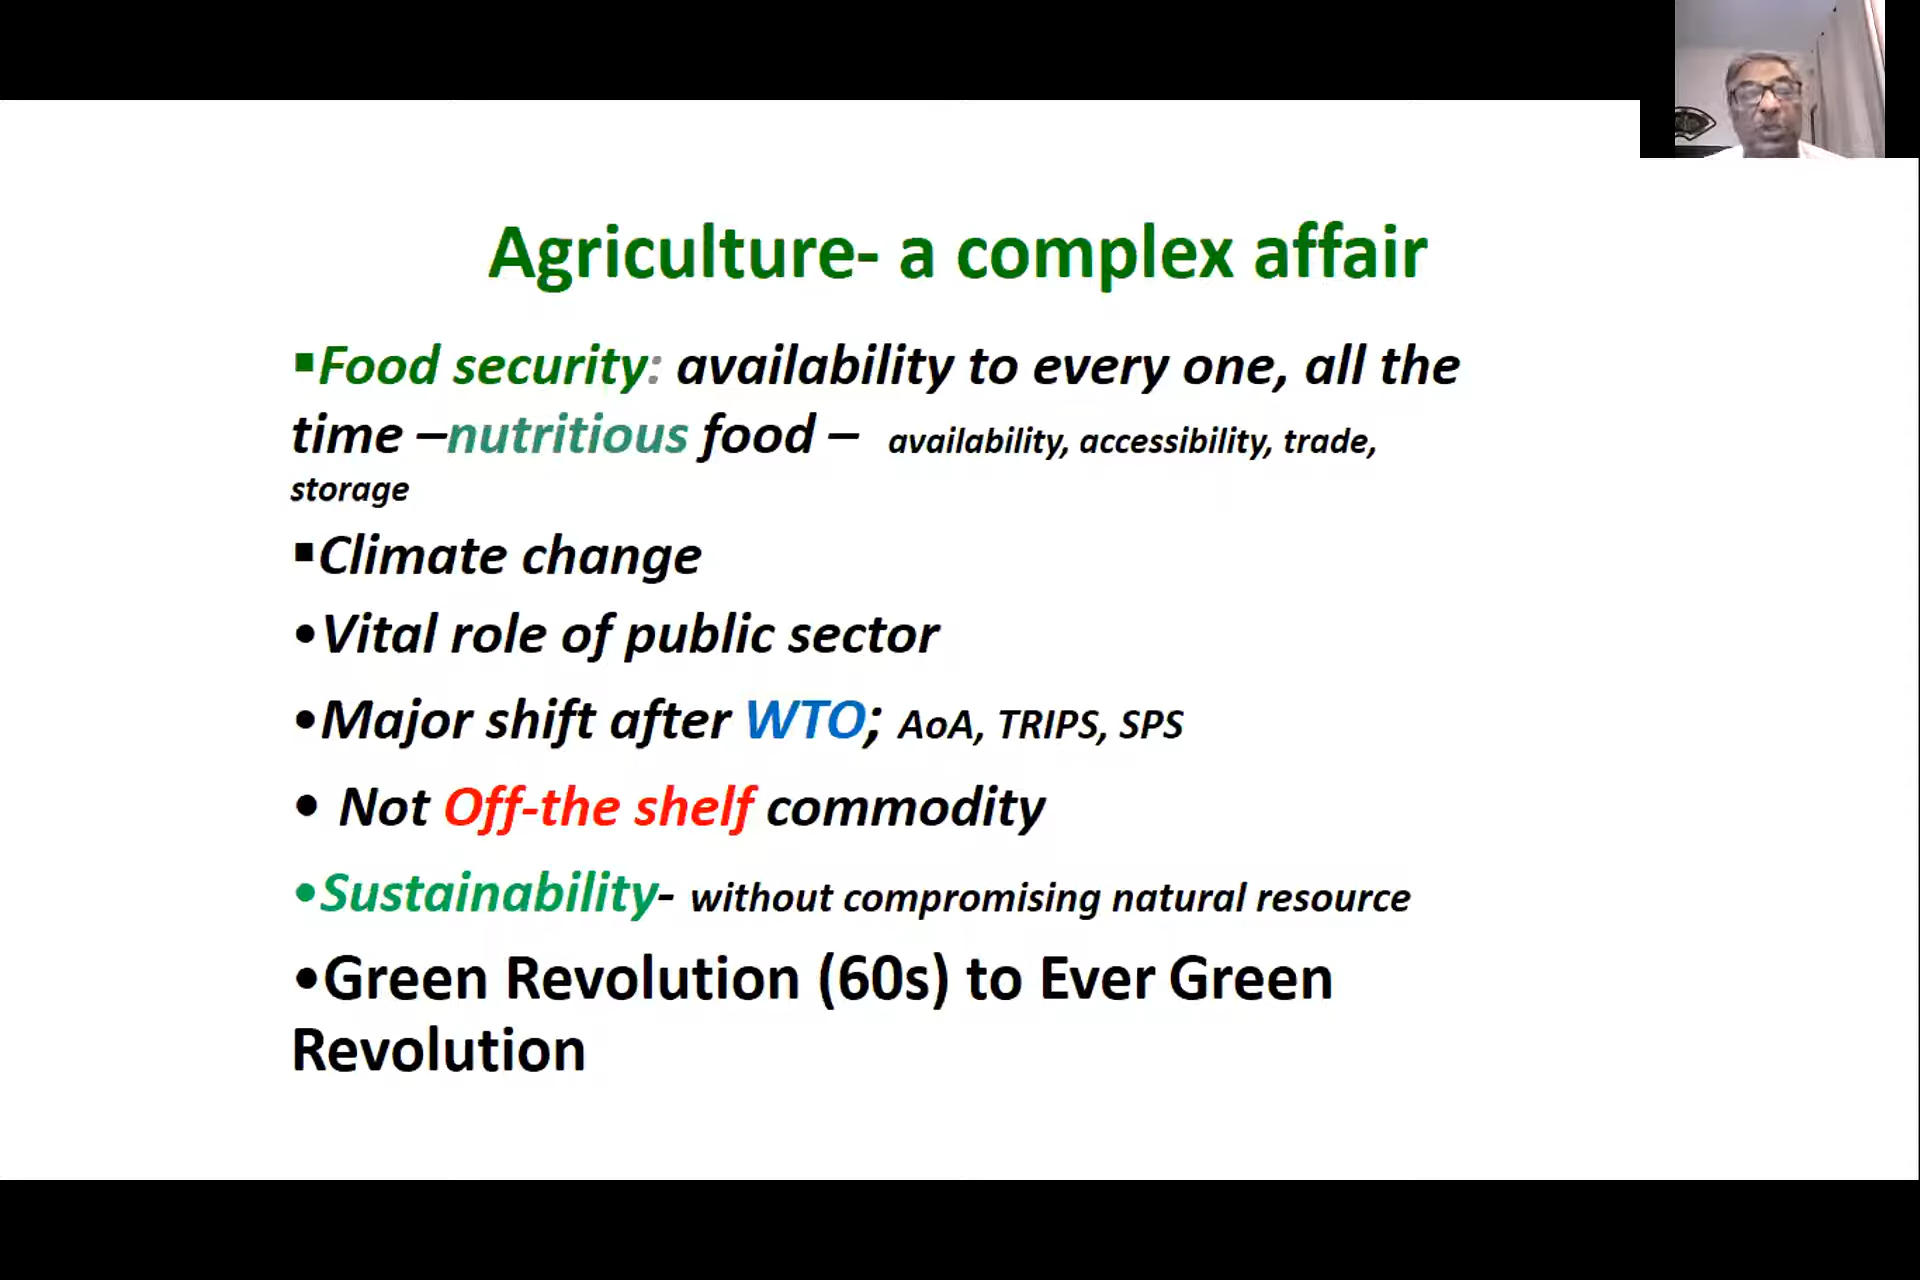 Agriculture- a complex affair
▪Food security: availability to every one, all the
time –nutritious food – availability, accessibility, trade,
storage
▪Climate change
•Vital role of public sector
•Major shift after WTO; AoA, TRIPS, SPS
• Not Off-the shelf commodity
•Sustainability- without compromising natural resource
•Green Revolution (60s) to Ever Green
Revolution